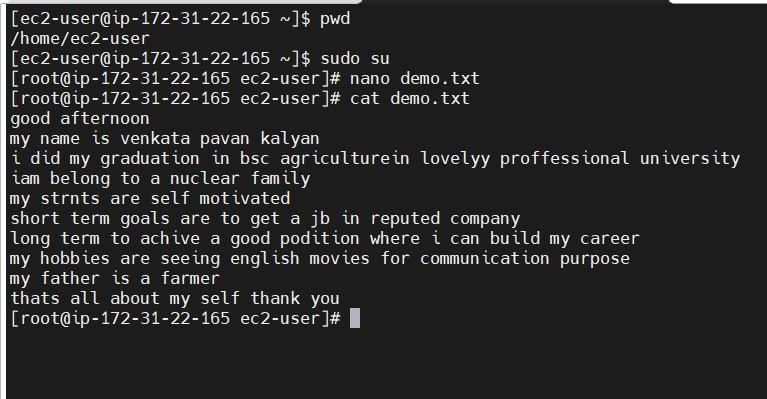 [ec2-user@ip-172-31-22-165 ~]$ pwd
/home/ec2-user
[ec2-user@ip-172-31-22-165 ~]$ sudo su
[root@ip-172-31-22-165 ec2-user]# nano demo.txt
[root@ip-172-31-22-165 ec2-user]# cat demo.txt
good afternoon
my name is venkata pavan kalyan
i did my graduation in bsc agriculturein lovelyy proffessional university
iam belong to a nuclear family
my strnts are self motivated
short term goals are to get a jb in reputed company
long term to achive a good podition where i can build my career
my hobbies are seeing english movies for communication purpose
my father is a farmer
thats all about my self thank you
[root@ip-172-31-22-165 ec2-user]#